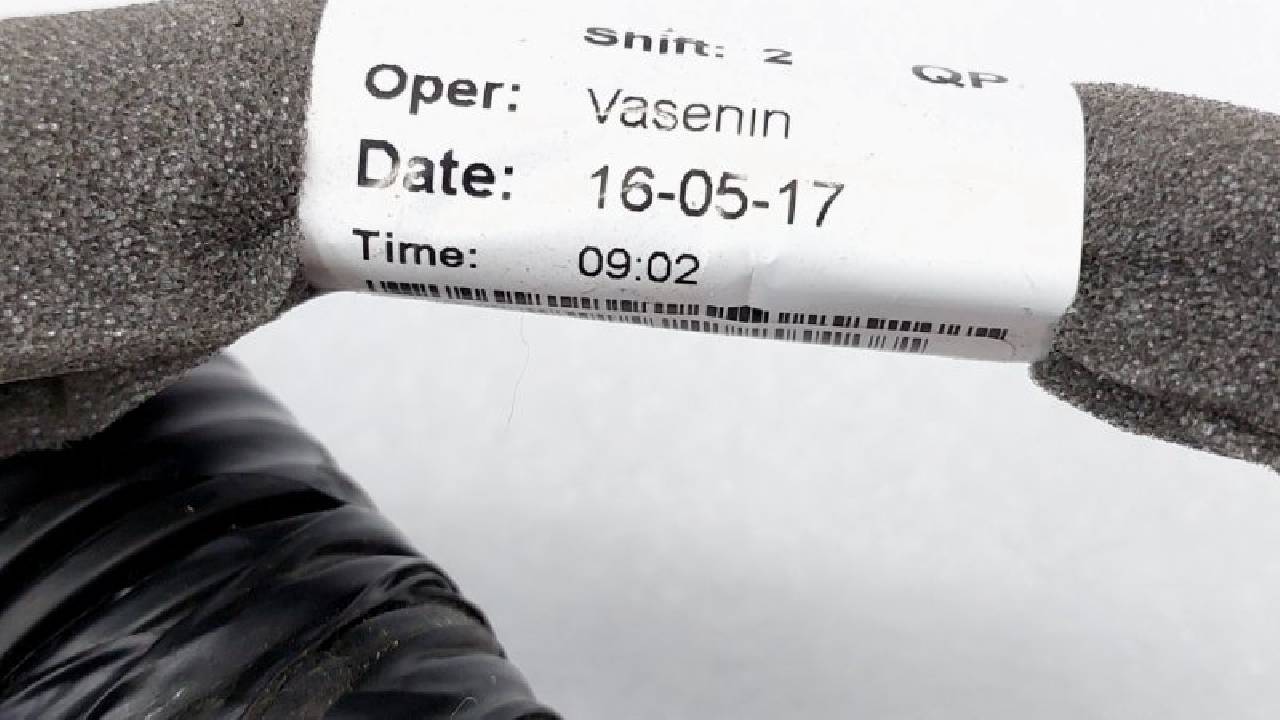 Shift: 2 QP
Oper: Vasenin
Date: 16-05-17
Time: 09:02